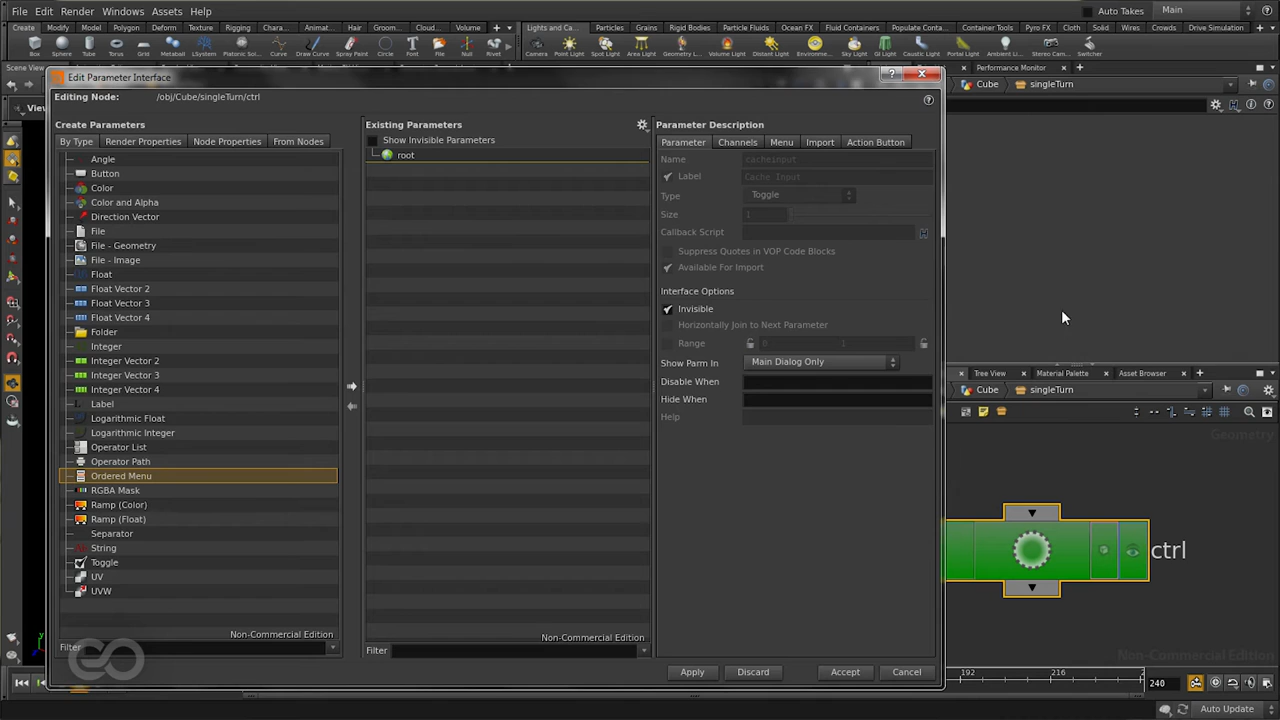 File Edit Render Windows Assets Help
Auto Takes Main
Create Modify Model Polygon Deform Texture Rigging Chara... Animat... Hair Groom... Cloud... Volume Lights and Ca... Particles Grains Rigid Bodies Particle Fluids Viscous Fluids Oceans Fluid Conta... Populate Conta... Container Tools Pyro FX Cloth Solid Wires Crowds Drive Simulation
Sphere Tube Torus Grid Metaball LSystem Platonic Sol... Curve Draw Curve Spray Paint Circle Font File Null Rivet Camera Point Light Spot Light Area Light Geometry L... Volume Light Distant Light Environme... Sky Light GI Light Caustic Light Portal Light Ambient Li... Stereo Cam... Switcher
Scene View Performance Monitor
Edit Parameter Interface
Cube singleTurn
Editing Node: /obj/Cube/singleTurn/ctrl
View
Create Parameters Existing Parameters Parameter Description
By Type Render Properties Node Properties From Nodes
Show Invisible Parameters
Parameter Channels Menu Import Action Button
root
Angle
Button
Color
Color and Alpha
Direction Vector
File
File - Geometry
File - Image
Float
Float Vector 2
Float Vector 3
Float Vector 4
Folder
Integer
Integer Vector 2
Integer Vector 3
Integer Vector 4
Label
Logarithmic Float
Logarithmic Integer
Operator List
Operator Path
Ordered Menu
RGBA Mask
Ramp (Color)
Ramp (Float)
Separator
String
Toggle
UV
UVW
Non-Commercial Edition
Filter
Non-Commercial Edition
Filter
Name cacheinput
Label Cache Input
Type Toggle
Size 1
Callback Script
Suppress Quotes in VOP Code Blocks
Available For Import
Interface Options
Invisible
Horizontally Join to Next Parameter
Range 0 1
Show Parm In Main Dialog Only
Disable When
Hide When
Help
Apply Discard Accept Cancel
Tree View Material Palette Asset Browser
Cube singleTurn
Geometry
ctrl
Non-Commercial Edition
192 216 240
Auto Update